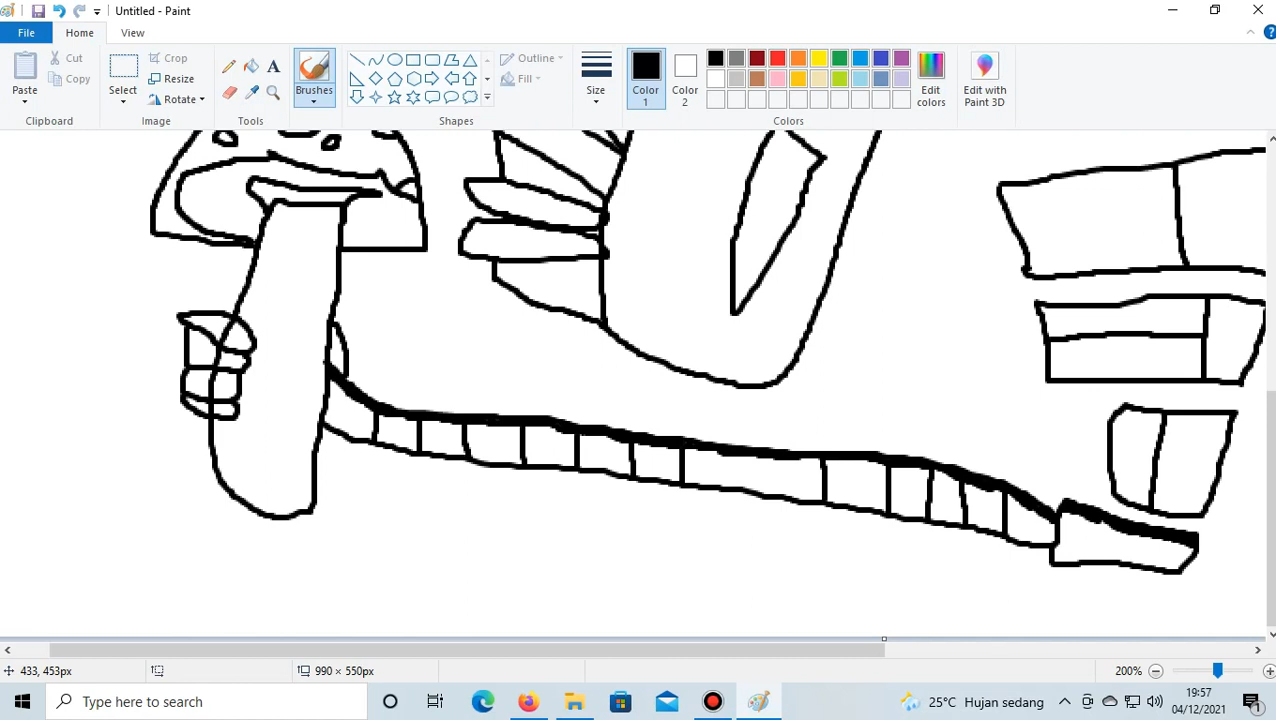 Untitled - Paint
File
Home
View
Paste
Cut
Copy
Clipboard
Select
Crop
Resize
Rotate
Image
A
Tools
Brushes
Outline
Fill
Shapes
Size
Color 1
Color 2
Edit colors
Colors
Edit with Paint 3D
433, 453px
990 × 550px
200%
Type here to search
25°C Hujan sedang
19:57
04/12/2021
1